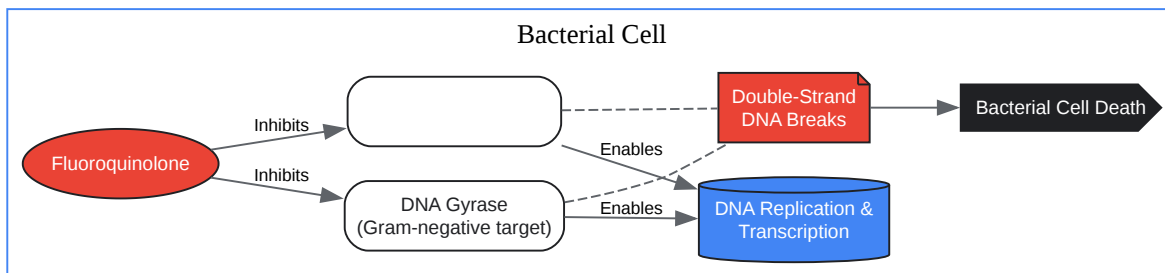 Bacterial Cell
Fluoroquinolone
Inhibits
Inhibits
DNA Gyrase
(Gram-negative target)
Enables
Enables
Double-Strand
DNA Breaks
DNA Replication &
Transcription
Bacterial Cell Death